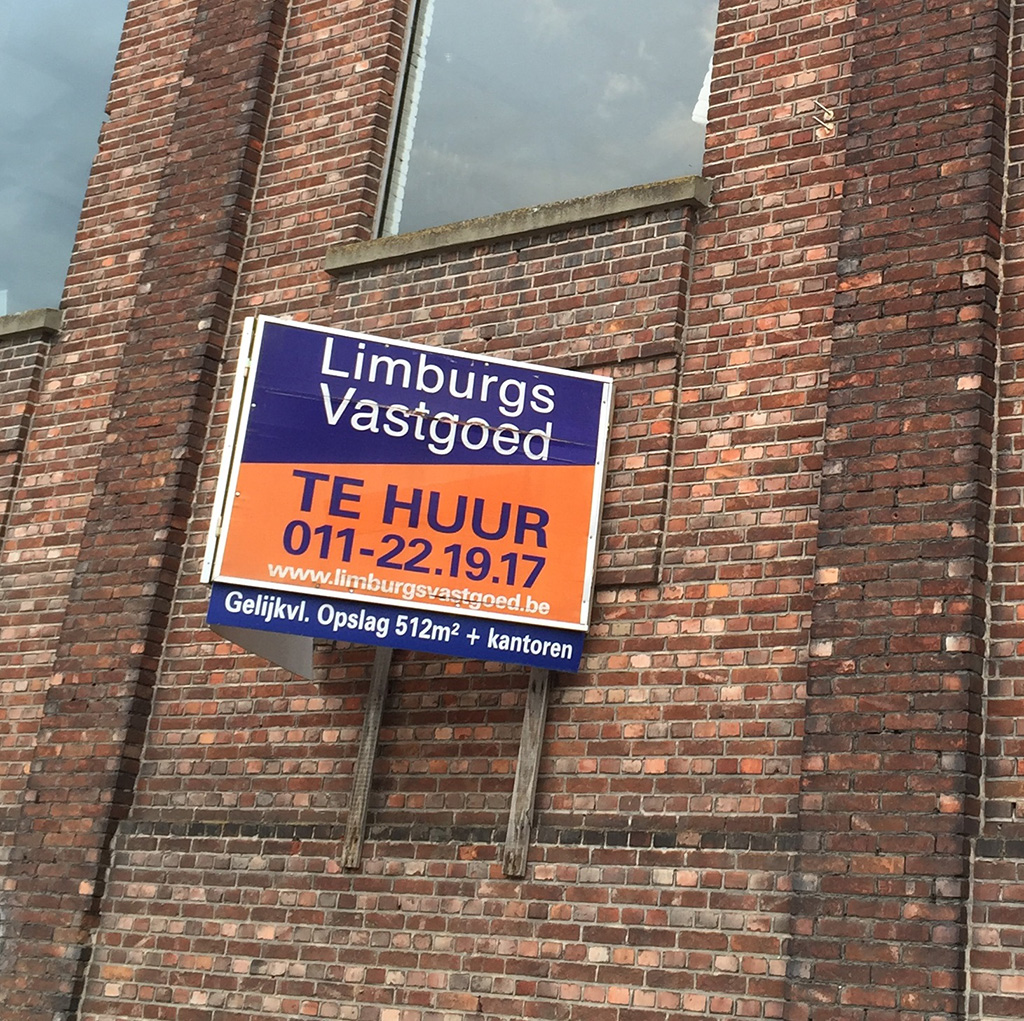 Limburgs
Vastgoed
TE HUUR
011-22.19.17
www.limburgsvastgoed.be
Gelijkvl. Opslag 512m² + kantoren